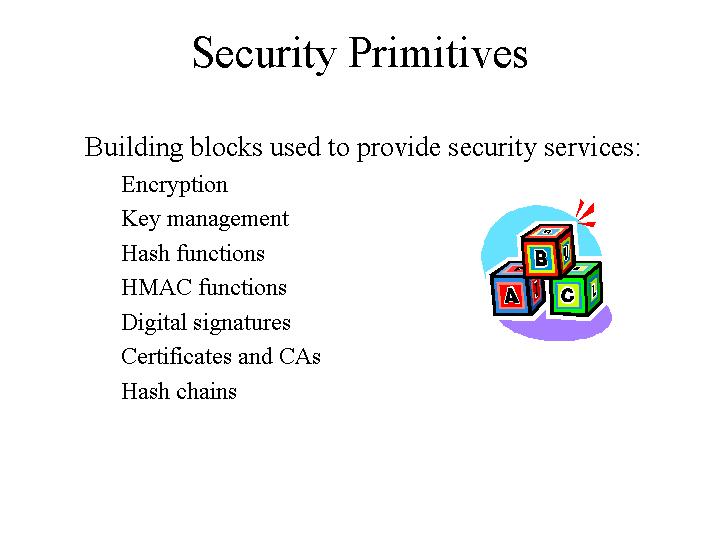 Security Primitives
Building blocks used to provide security services:
Encryption
Key management
Hash functions
HMAC functions
Digital signatures
Certificates and CAs
Hash chains
B
A
C